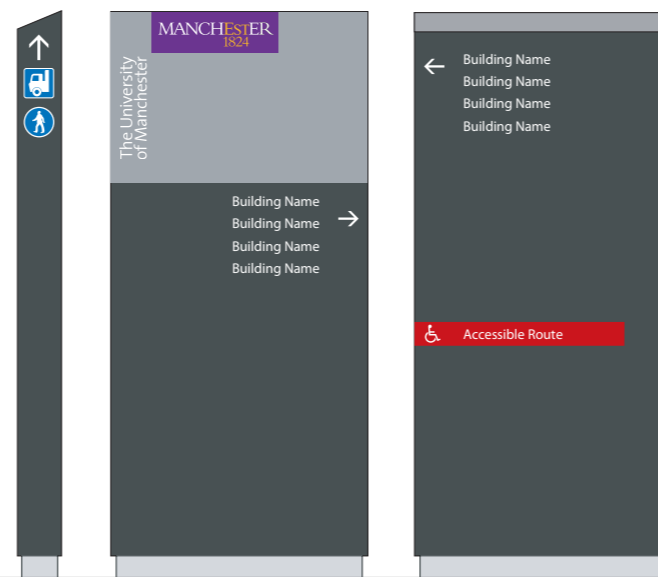 MANCHESTER
1824
The University
of Manchester
Building Name
Building Name
Building Name
Building Name
Building Name
Building Name
Building Name
Building Name
Accessible Route